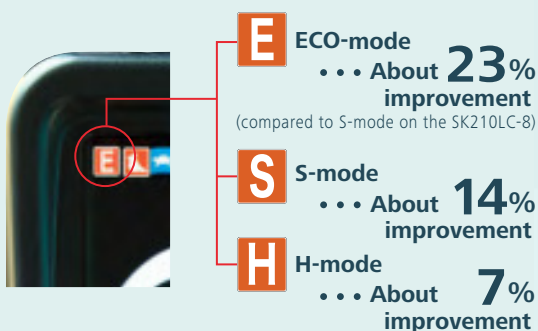 E
E ECO-mode
• • • About 23%
improvement
(compared to S-mode on the SK210LC-8)
S S-mode
• • • About 14%
improvement
H H-mode
• • • About 7%
improvement